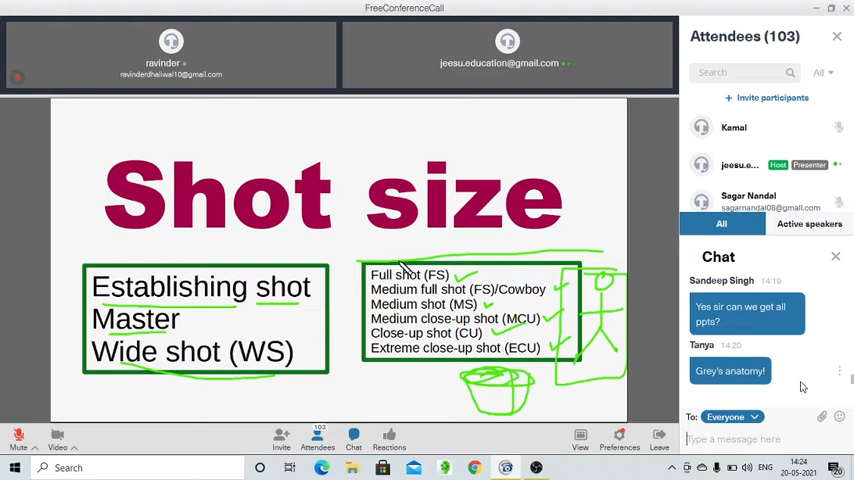 FreeConferenceCall
ravinder
ravinderdhaliwal10@gmail.com
jeesu.education@gmail.com
Shot size
Establishing shot
Master
Wide shot (WS)
Full shot (FS)
Medium full shot (FS)/Cowboy
Medium shot (MS)
Medium close-up shot (MCU)
Close-up shot (CU)
Extreme close-up shot (ECU)
Attendees (103)
Search
All
+ Invite participants
Kamal
jeesu.e... Host Presenter
Sagar Nandal
sagarnandal08@gmail.com
All
Active speakers
Chat
Sandeep Singh 14:19
Yes sir can we get all
ppts?
Tanya 14:20
Grey's anatomy!
To: Everyone
Type a message here
Mute
Video
Invite
103
Attendees
Chat
Reactions
View
Preferences
Leave
Search
ENG
14:24
20-05-2021
20